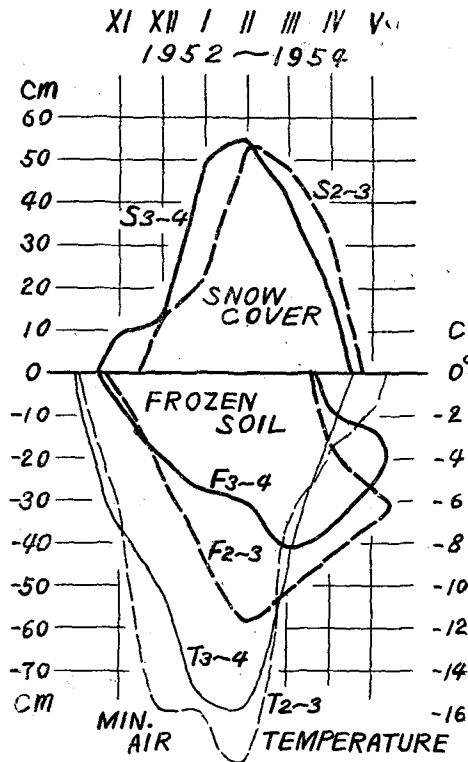 XI XII I II III IV V
1952 ~ 1954
Cm
60
50
40
30
20
10
0
-10
-20
-30
-40
-50
-60
-70
Cm
S3~4
S2~3
SNOW
COVER
FROZEN
SOIL
F3~4
F2~3
T3~4
T2~3
MIN.
AIR TEMPERATURE
C
0°
-2
-4
-6
-8
-10
-12
-14
-16